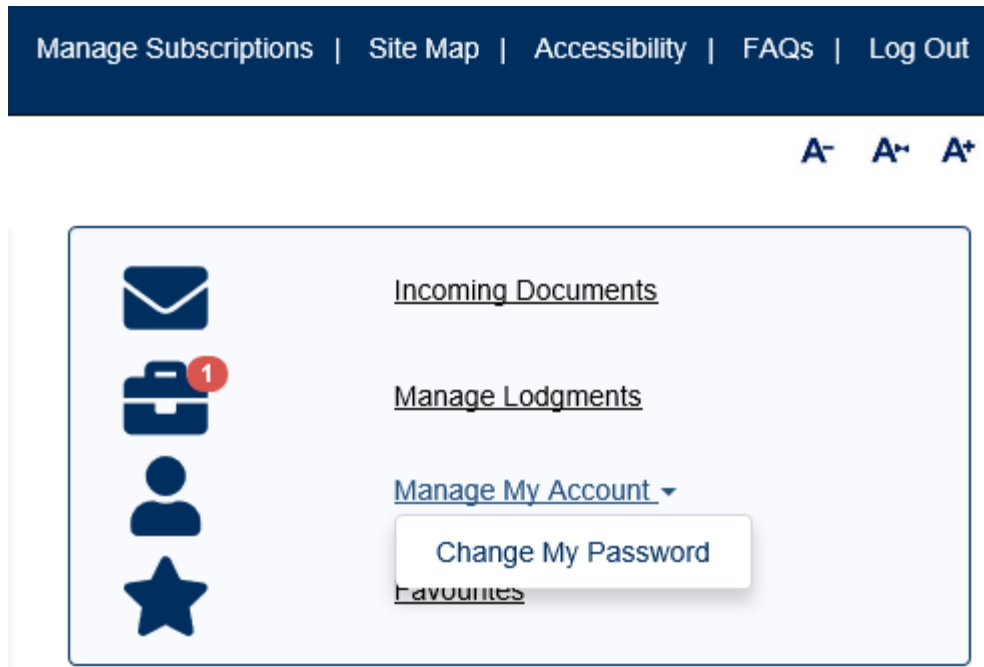 Manage Subscriptions | Site Map | Accessibility | FAQs | Log Out
A- A↔ A+
Incoming Documents
1
Manage Lodgments
Manage My Account
Change My Password
Favourites